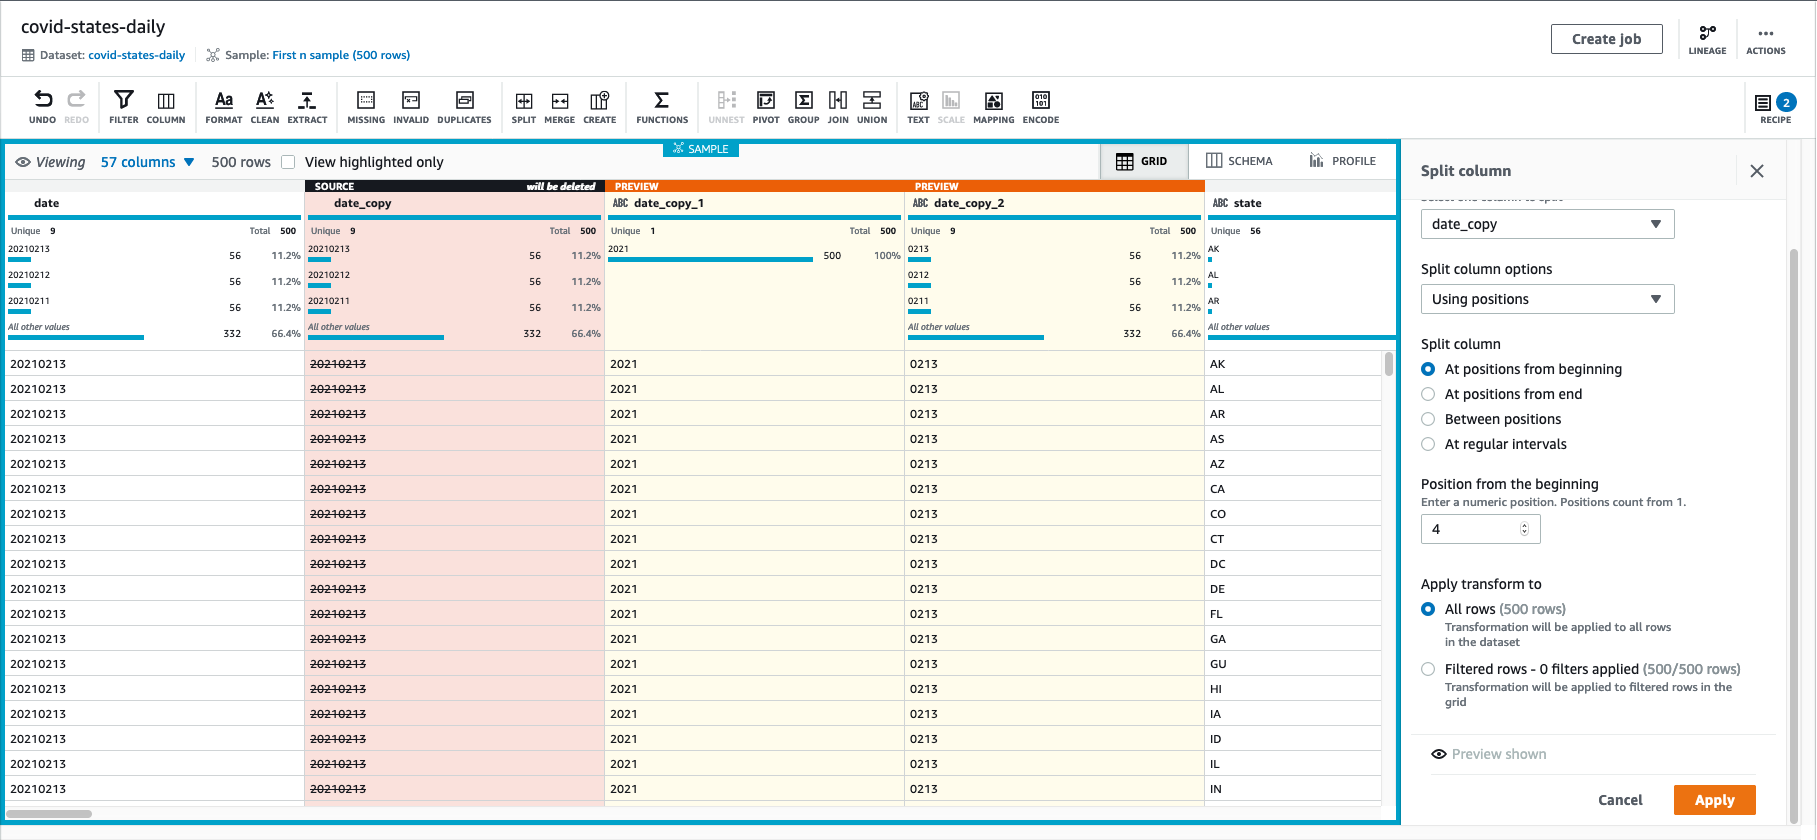 covid-states-daily
Dataset: covid-states-daily Sample: First n sample (500 rows)
Create job
LINEAGE
ACTIONS
UNDO REDO FILTER COLUMN FORMAT CLEAN EXTRACT MISSING INVALID DUPLICATES SPLIT MERGE CREATE FUNCTIONS UNNEST PIVOT GROUP JOIN UNION TEXT SCALE MAPPING ENCODE
2
RECIPE
SAMPLE
Viewing 57 columns 500 rows View highlighted only
GRID SCHEMA PROFILE
SOURCE will be deleted PREVIEW PREVIEW
date date_copy ABC date_copy_1 ABC date_copy_2 ABC state
Unique 9 Total 500 Unique 9 Total 500 Unique 1 Total 500 Unique 9 Total 500 Unique 56
20210213 56 11.2% 20210213 56 11.2% 2021 500 100% 0213 56 11.2% AK
20210212 56 11.2% 20210212 56 11.2% 0212 56 11.2% AL
20210211 56 11.2% 20210211 56 11.2% 0211 56 11.2% AR
All other values 332 66.4% All other values 332 66.4% All other values 332 66.4% All other values
20210213 20210213 2021 0213 AK
20210213 20210213 2021 0213 AL
20210213 20210213 2021 0213 AR
20210213 20210213 2021 0213 AS
20210213 20210213 2021 0213 AZ
20210213 20210213 2021 0213 CA
20210213 20210213 2021 0213 CO
20210213 20210213 2021 0213 CT
20210213 20210213 2021 0213 DC
20210213 20210213 2021 0213 DE
20210213 20210213 2021 0213 FL
20210213 20210213 2021 0213 GA
20210213 20210213 2021 0213 GU
20210213 20210213 2021 0213 HI
20210213 20210213 2021 0213 IA
20210213 20210213 2021 0213 ID
20210213 20210213 2021 0213 IL
20210213 20210213 2021 0213 IN
Split column
date_copy
Split column options
Using positions
Split column
At positions from beginning
At positions from end
Between positions
At regular intervals
Position from the beginning
Enter a numeric position. Positions count from 1.
4
Apply transform to
All rows (500 rows)
Transformation will be applied to all rows
in the dataset
Filtered rows - 0 filters applied (500/500 rows)
Transformation will be applied to filtered rows in the
grid
Preview shown
Cancel Apply